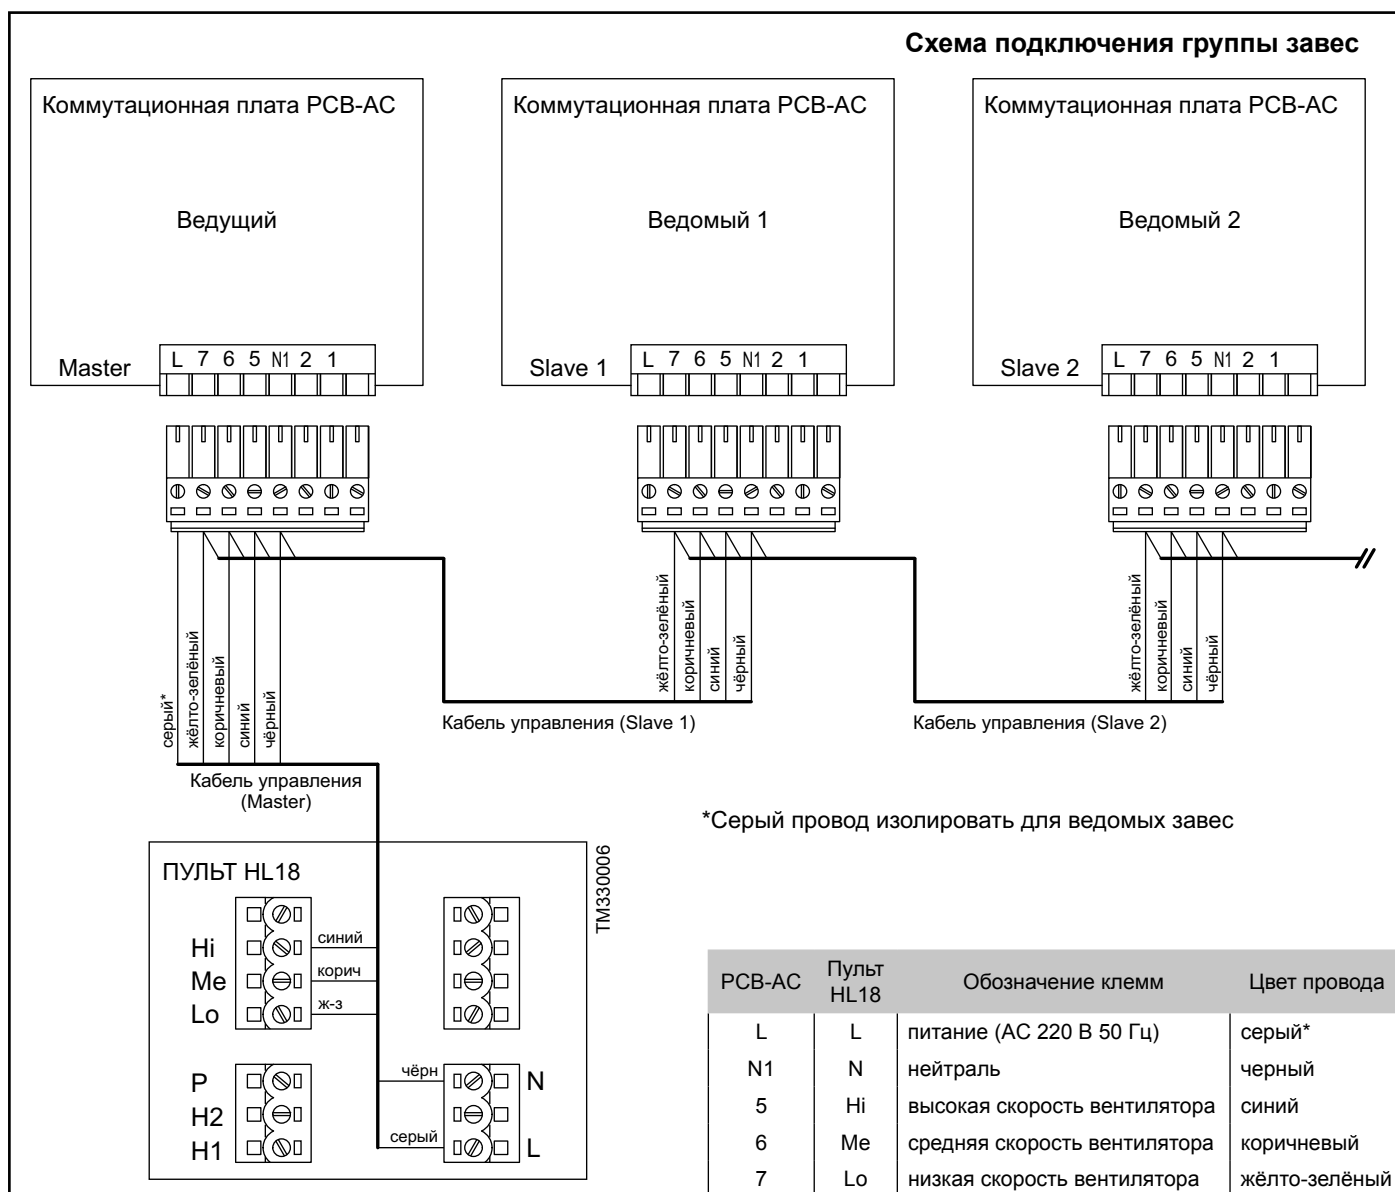 Схема подключения группы завес
Коммутационная плата PCB-AC
Ведущий
Master
L 7 6 5 N1 2 1
Коммутационная плата PCB-AC
Ведомый 1
Slave 1
L 7 6 5 N1 2 1
Коммутационная плата PCB-AC
Ведомый 2
Slave 2
L 7 6 5 N1 2 1
серый*
жёлто-зелёный
коричневый
синий
чёрный
жёлто-зелёный
коричневый
синий
чёрный
жёлто-зелёный
коричневый
синий
чёрный
Кабель управления (Slave 1)
Кабель управления (Slave 2)
Кабель управления
(Master)
*Серый провод изолировать для ведомых завес
ПУЛЬТ HL18
TM330006
Hi
синий
Me
корич
Lo
ж-з
P
чёрн
N
H2
H1
серый
L
PCB-AC Пульт HL18 Обозначение клемм Цвет провода
L L питание (АС 220 В 50 Гц) серый*
N1 N нейтраль черный
5 Hi высокая скорость вентилятора синий
6 Me средняя скорость вентилятора коричневый
7 Lo низкая скорость вентилятора жёлто-зелёный